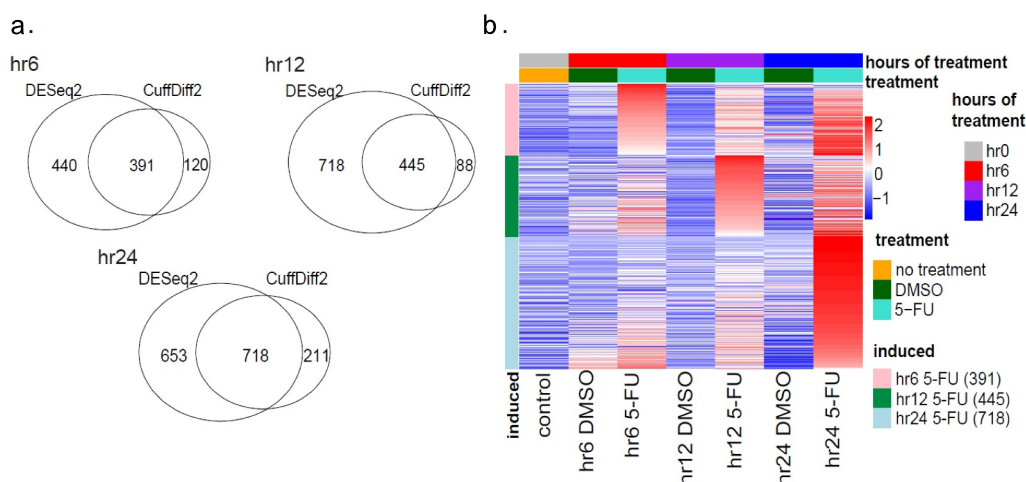 a.
hr6
DESeq2
CuffDiff2
440
391
120
hr12
DESeq2
CuffDiff2
718
445
88
hr24
DESeq2
CuffDiff2
653
718
211
b.
hours of treatment
treatment
2
1
0
1
hours of
treatment
hr0
hr6
hr12
hr24
treatment
no treatment
DMSO
5-FU
induced
hr6 5-FU (391)
hr12 5-FU (445)
hr24 5-FU (718)
induced
control
hr6 DMSO
hr6 5-FU
hr12 DMSO
hr12 5-FU
hr24 DMSO
hr24 5-FU